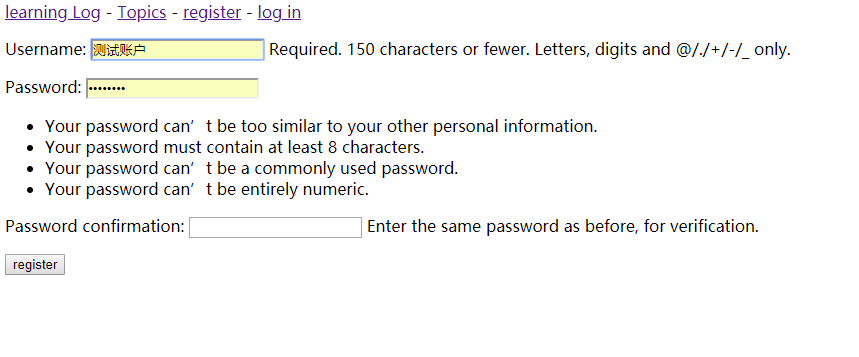 learning Log - Topics - register - log in
Username: 测试账户 Required. 150 characters or fewer. Letters, digits and @/./+/-/_ only.
Password: ••••••••
• Your password can’t be too similar to your other personal information.
• Your password must contain at least 8 characters.
• Your password can’t be a commonly used password.
• Your password can’t be entirely numeric.
Password confirmation: Enter the same password as before, for verification.
register